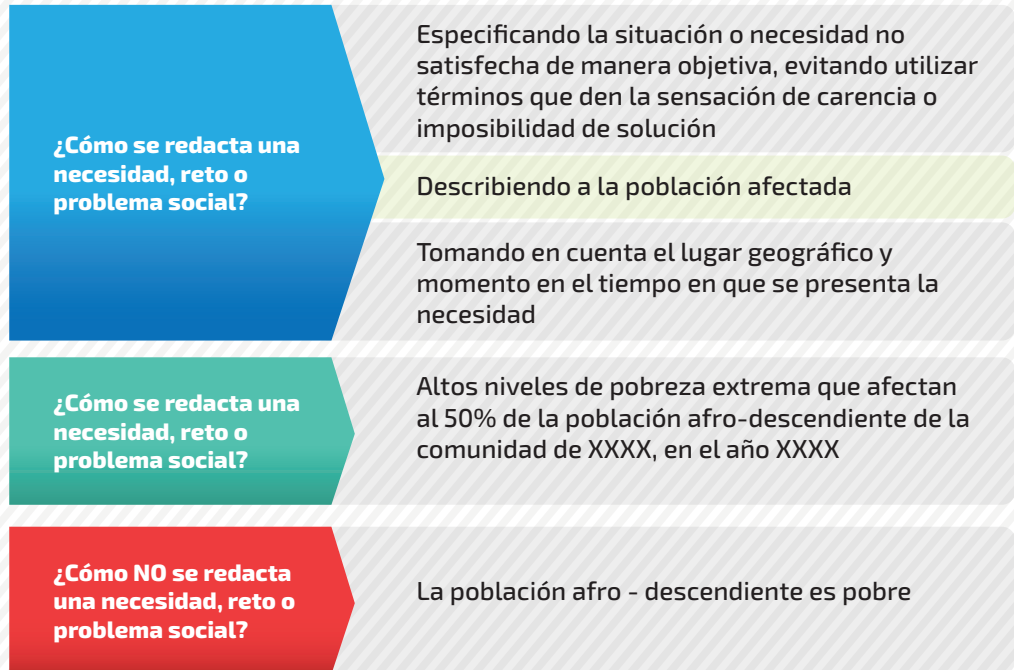 ¿Cómo se redacta una
necesidad, reto o
problema social?
Especificando la situación o necesidad no
satisfecha de manera objetiva, evitando utilizar
términos que den la sensación de carencia o
imposibilidad de solución
Describiendo a la población afectada
Tomando en cuenta el lugar geográfico y
momento en el tiempo en que se presenta la
necesidad
¿Cómo se redacta una
necesidad, reto o
problema social?
Altos niveles de pobreza extrema que afectan
al 50% de la población afro-descendiente de la
comunidad de XXXX, en el año XXXX
¿Cómo NO se redacta
una necesidad, reto o
problema social?
La población afro - descendiente es pobre